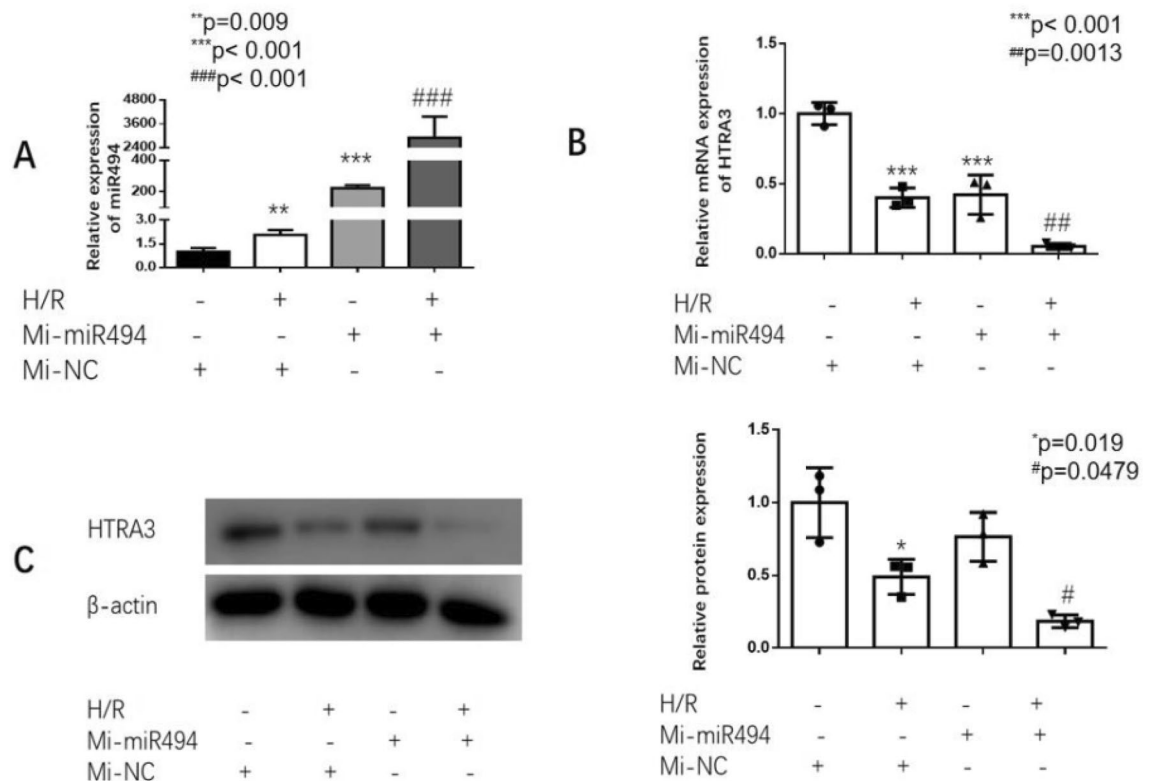 A
**p=0.009
***p< 0.001
###p< 0.001
Relative expression
of miR494
4800
3600
2400
400
200
3.0
1.5
0.0
**
***
###
H/R - + - +
Mi-miR494 - - + +
Mi-NC + + - -
B
***p< 0.001
##p=0.0013
Relative mRNA expression
of HTRA3
1.5
1.0
0.5
0.0
***
***
##
H/R - + - +
Mi-miR494 - - + +
Mi-NC + + - -
C
HTRA3
β-actin
H/R - + - +
Mi-miR494 - - + +
Mi-NC + + - -
*p=0.019
#p=0.0479
Relative protein expression
1.5
1.0
0.5
0.0
*
#
H/R - + - +
Mi-miR494 - - + +
Mi-NC + + - -